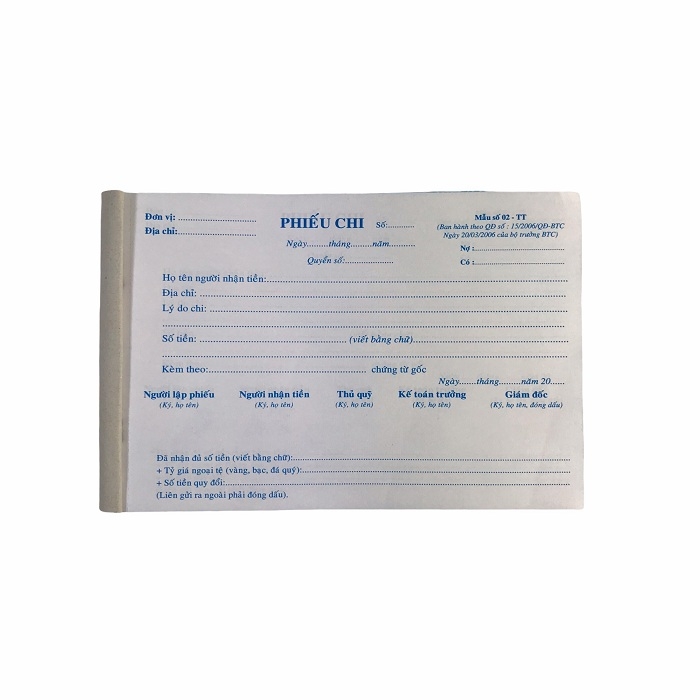 Đơn vị: ........................
Địa chỉ:........................
PHIẾU CHI Số:...........
Ngày........tháng........năm..........
Quyển số:.....................
Mẫu số 02 - TT
(Ban hành theo QĐ số : 15/2006/QĐ-BTC
Ngày 20/03/2006 của bộ trưởng BTC)
Nợ :..............................
Có :..............................
Họ tên người nhận tiền:..........................................................................................
Địa chỉ: ..............................................................................................................
Lý do chi: ...........................................................................................................
..........................................................................................................................
Số tiền: .............................................. (viết bằng chữ)................................................
..........................................................................................................................
Kèm theo:.................................................. chứng từ gốc
Ngày.......tháng.........năm 20......
Người lập phiếu Người nhận tiền Thủ quỹ Kế toán trưởng Giám đốc
(Ký, họ tên) (Ký, họ tên) (Ký, họ tên) (Ký, họ tên) (Ký, họ tên, đóng dấu)
Đã nhận đủ số tiền (viết bằng chữ):....................................................................................
+ Tỷ giá ngoại tệ (vàng, bạc, đá quý):.................................................................................
+ Số tiền quy đổi:.........................................................................................................
(Liên gửi ra ngoài phải đóng dấu).